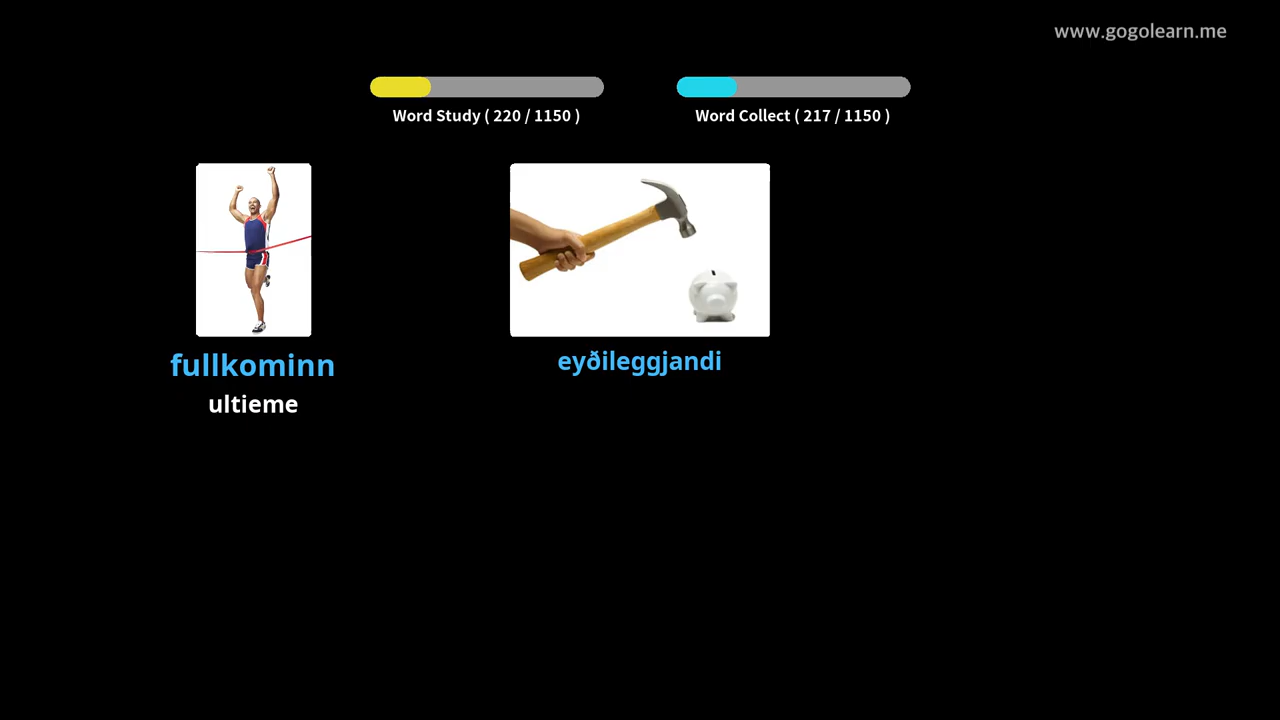 www.gogolearn.me
Word Study ( 220 / 1150 )
Word Collect ( 217 / 1150 )
fullkominn
ultieme
eyðileggjandi